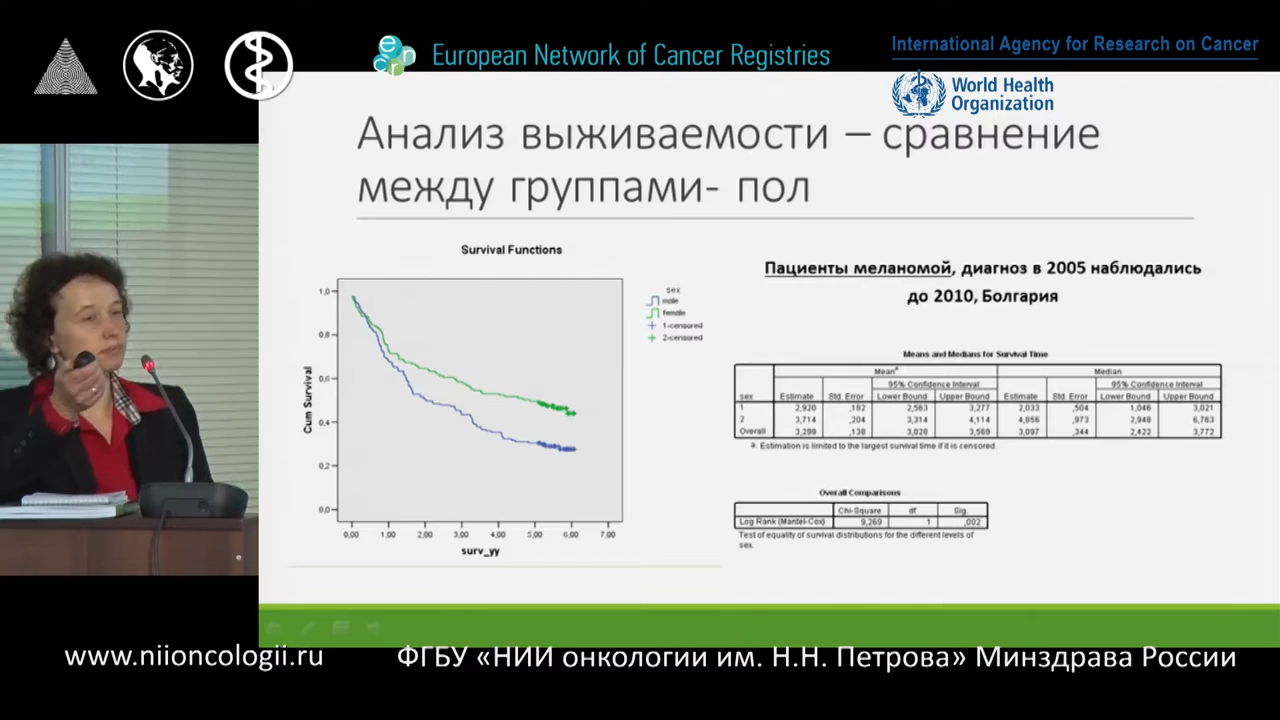 European Network of Cancer Registries
International Agency for Research on Cancer
World Health
Organization
Анализ выживаемости – сравнение
между группами- пол
Survival Functions
Cum Survival
1,0
0,8
0,6
0,4
0,2
0,0
0,00 1,00 2,00 3,00 4,00 5,00 6,00 7,00
surv_yy
sex
male
female
1-censored
2-censored
Пациенты меланомой, диагноз в 2005 наблюдались
до 2010, Болгария
Means and Medians for Survival Time
Meanª Median
95% Confidence Interval 95% Confidence Interval
sex Estimate Std. Error Lower Bound Upper Bound Estimate Std. Error Lower Bound Upper Bound
1 2,920 ,182 2,563 3,277 2,033 ,504 1,046 3,021
2 3,714 ,204 3,314 4,114 4,856 ,973 2,948 6,763
Overall 3,299 ,138 3,028 3,569 3,097 ,344 2,422 3,772
a. Estimation is limited to the largest survival time if it is censored.
Overall Comparisons
Chi-Square df Sig.
Log Rank (Mantel-Cox) 9,269 1 ,002
Test of equality of survival distributions for the different levels of
sex.
www.niioncologii.ru
ФГБУ «НИИ онкологии им. Н.Н. Петрова» Минздрава России